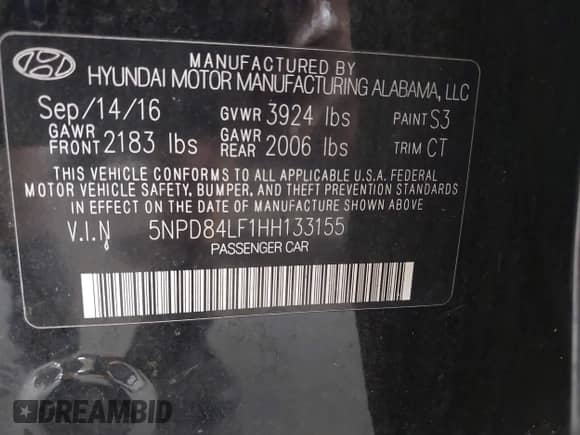 MANUFACTURED BY
HYUNDAI MOTOR MANUFACTURING ALABAMA, LLC
Sep/14/16 GVWR 3924 lbs PAINT S3
GAWR FRONT 2183 lbs GAWR REAR 2006 lbs TRIM CT
THIS VEHICLE CONFORMS TO ALL APPLICABLE U.S.A. FEDERAL
MOTOR VEHICLE SAFETY, BUMPER, AND THEFT PREVENTION STANDARDS
IN EFFECT ON THE DATE OF MANUFACTURE SHOWN ABOVE
V.I.N 5NPD84LF1HH133155
PASSENGER CAR
DREAMBID